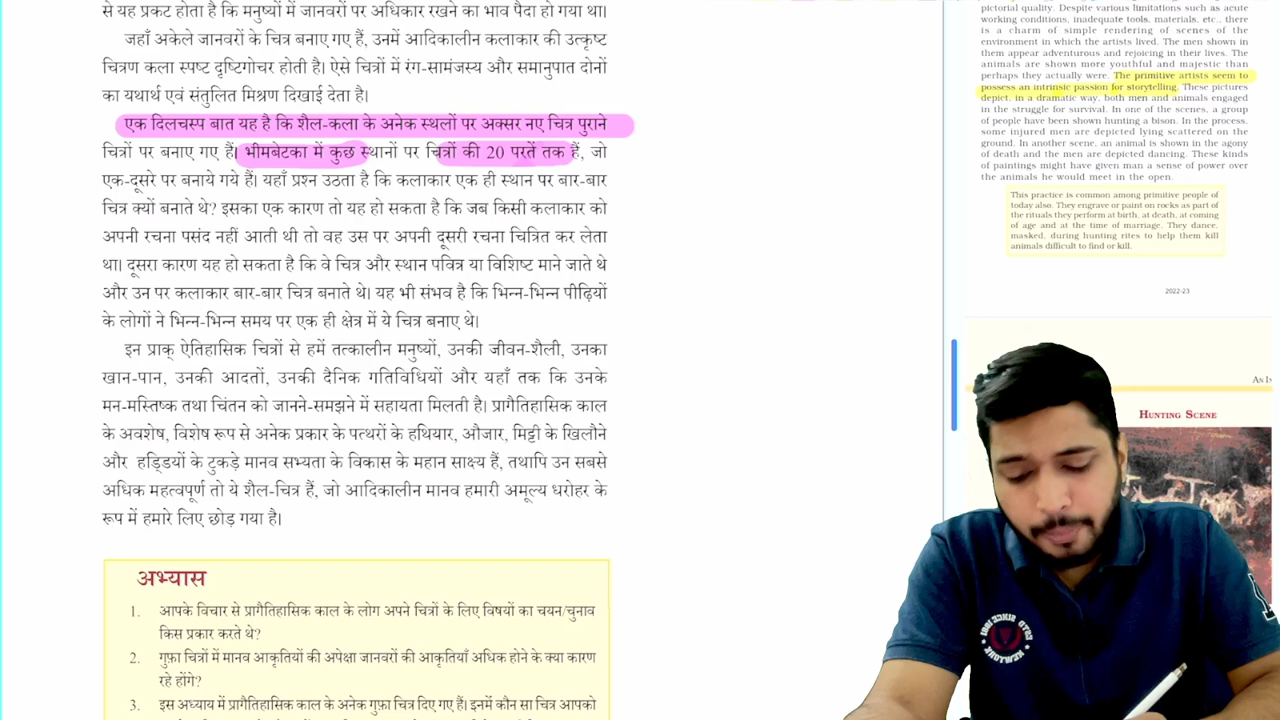 से यह प्रकट होता है कि मनुष्यों में जानवरों पर अधिकार रखने का भाव पैदा हो गया था।
जहाँ अकेले जानवरों के चित्र बनाए गए हैं, उनमें आदिकालीन कलाकार की उत्कृष्ट
चित्रण कला स्पष्ट दृष्टिगोचर होती है। ऐसे चित्रों में रंग-सामंजस्य और समानुपात दोनों
का यथार्थ एवं संतुलित मिश्रण दिखाई देता है।
एक दिलचस्प बात यह है कि शैल-कला के अनेक स्थलों पर अक्सर नए चित्र पुराने
चित्रों पर बनाए गए हैं। भीमबेटका में कुछ स्थानों पर चित्रों की 20 परतें तक हैं, जो
एक-दूसरे पर बनाये गये हैं। यहाँ प्रश्न उठता है कि कलाकार एक ही स्थान पर बार-बार
चित्र क्यों बनाते थे? इसका एक कारण तो यह हो सकता है कि जब किसी कलाकार को
अपनी रचना पसंद नहीं आती थी तो वह उस पर अपनी दूसरी रचना चित्रित कर लेता
था। दूसरा कारण यह हो सकता है कि वे चित्र और स्थान पवित्र या विशिष्ट माने जाते थे
और उन पर कलाकार बार-बार चित्र बनाते थे। यह भी संभव है कि भिन्न-भिन्न पीढ़ियों
के लोगों ने भिन्न-भिन्न समय पर एक ही क्षेत्र में ये चित्र बनाए थे।
इन प्राक् ऐतिहासिक चित्रों से हमें तत्कालीन मनुष्यों, उनकी जीवन-शैली, उनका
खान-पान, उनकी आदतों, उनकी दैनिक गतिविधियों और यहाँ तक कि उनके
मन-मस्तिष्क तथा चिंतन को जानने-समझने में सहायता मिलती है। प्रागैतिहासिक काल
के अवशेष, विशेष रूप से अनेक प्रकार के पत्थरों के हथियार, औजार, मिट्टी के खिलौने
और हड्डियों के टुकड़े मानव सभ्यता के विकास के महान साक्ष्य हैं, तथापि उन सबसे
अधिक महत्वपूर्ण तो ये शैल-चित्र हैं, जो आदिकालीन मानव हमारी अमूल्य धरोहर के
रूप में हमारे लिए छोड़ गया है।
अभ्यास
1. आपके विचार से प्रागैतिहासिक काल के लोग अपने चित्रों के लिए विषयों का चयन/चुनाव
किस प्रकार करते थे?
2. गुफ़ा चित्रों में मानव आकृतियों की अपेक्षा जानवरों की आकृतियाँ अधिक होने के क्या कारण
रहे होंगे?
3. इस अध्याय में प्रागैतिहासिक काल के अनेक गुफ़ा चित्र दिए गए हैं। इनमें कौन सा चित्र आपको
pictorial quality. Despite various limitations such as acute
working conditions, inadequate tools, materials, etc., there
is a charm of simple rendering of scenes of the
environment in which the artists lived. The men shown in
them appear adventurous and rejoicing in their lives. The
animals are shown more youthful and majestic than
perhaps they actually were. The primitive artists seem to
possess an intrinsic passion for storytelling. These pictures
depict, in a dramatic way, both men and animals engaged
in the struggle for survival. In one of the scenes, a group
of people have been shown hunting a bison. In the process,
some injured men are depicted lying scattered on the
ground. In another scene, an animal is shown in the agony
of death and the men are depicted dancing. These kinds
of paintings might have given man a sense of power over
the animals he would meet in the open.
This practice is common among primitive people of
today also. They engrave or paint on rocks as part of
the rituals they perform at birth, at death, at coming
of age and at the time of marriage. They dance,
masked, during hunting rites to help them kill
animals difficult to find or kill.
2022-23
HUNTING SCENE